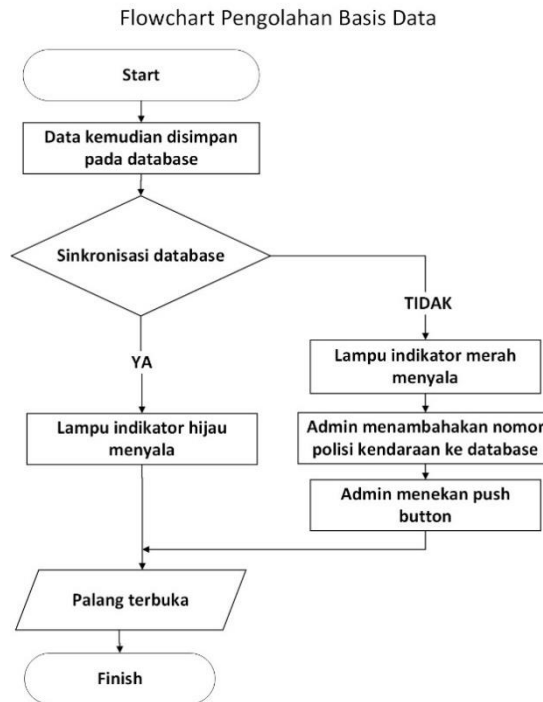 Flowchart Pengolahan Basis Data
Start
Data kemudian disimpan
pada database
Sinkronisasi database
TIDAK
YA
Lampu indikator merah
menyala
Lampu indikator hijau
menyala
Admin menambahakan nomor
polisi kendaraan ke database
Admin menekan push
button
Palang terbuka
Finish